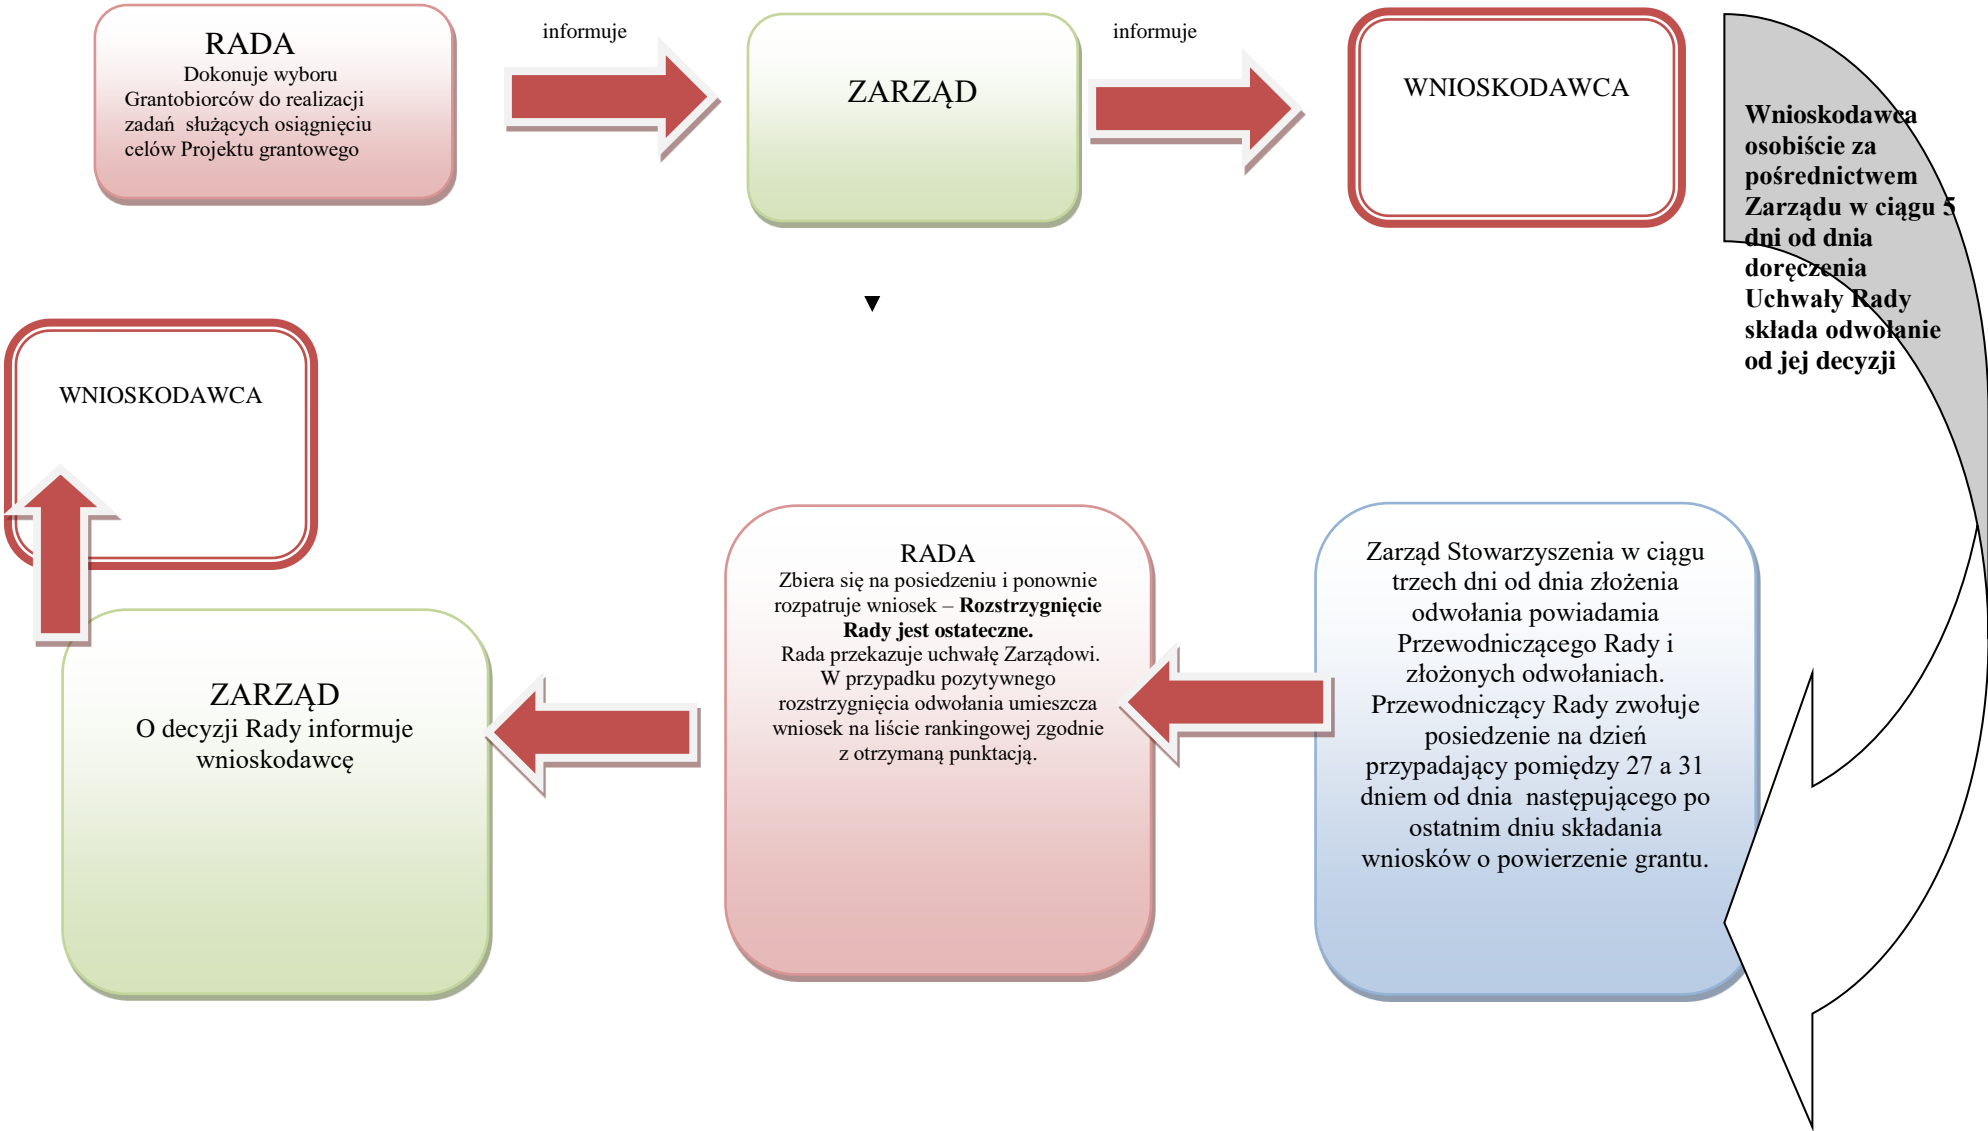 RADA
Dokonuje wyboru
Grantobiorców do realizacji
zadań służących osiągnięciu
celów Projektu grantowego
informuje
ZARZĄD
informuje
WNIOSKODAWCA
Wnioskodawca
osobiście za
pośrednictwem
Zarządu w ciągu 5
dni od dnia
doręczenia
Uchwały Rady
składa odwołanie
od jej decyzji
WNIOSKODAWCA
Zarząd Stowarzyszenia w ciągu
trzech dni od dnia złożenia
odwołania powiadamia
Przewodniczącego Rady i
złożonych odwołaniach.
Przewodniczący Rady zwołuje
posiedzenie na dzień
przypadający pomiędzy 27 a 31
dniem od dnia następującego po
ostatnim dniu składania
wniosków o powierzenie grantu.
RADA
Zbiera się na posiedzeniu i ponownie
rozpatruje wniosek – Rozstrzygnięcie
Rady jest ostateczne.
Rada przekazuje uchwałę Zarządowi.
W przypadku pozytywnego
rozstrzygnięcia odwołania umieszcza
wniosek na liście rankingowej zgodnie
z otrzymaną punktacją.
ZARZĄD
O decyzji Rady informuje
wnioskodawcę